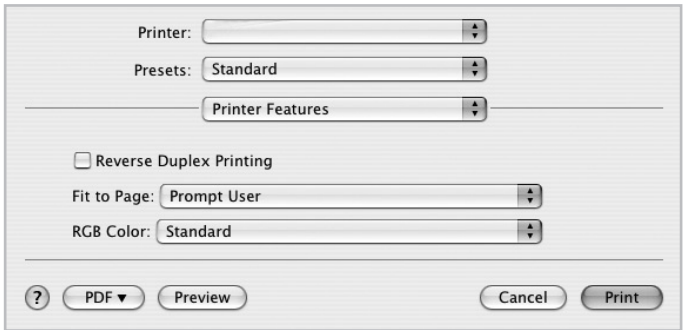 Printer:
Presets: Standard
Printer Features
Reverse Duplex Printing
Fit to Page: Prompt User
RGB Color: Standard
? PDF▼ Preview Cancel Print